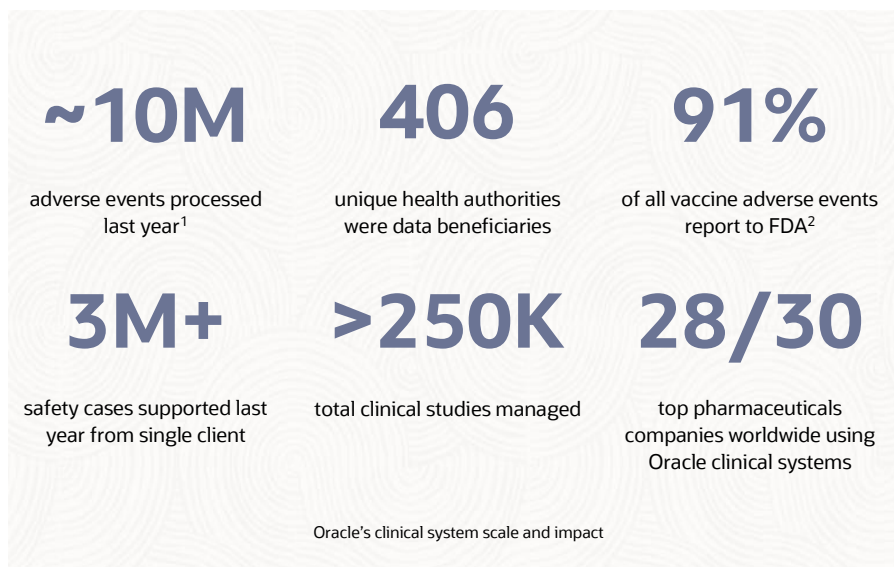 ~10M
adverse events processed
last year¹
406
unique health authorities
were data beneficiaries
91%
of all vaccine adverse events
report to FDA²
3M+
safety cases supported last
year from single client
>250K
total clinical studies managed
28/30
top pharmaceuticals
companies worldwide using
Oracle clinical systems
Oracle’s clinical system scale and impact